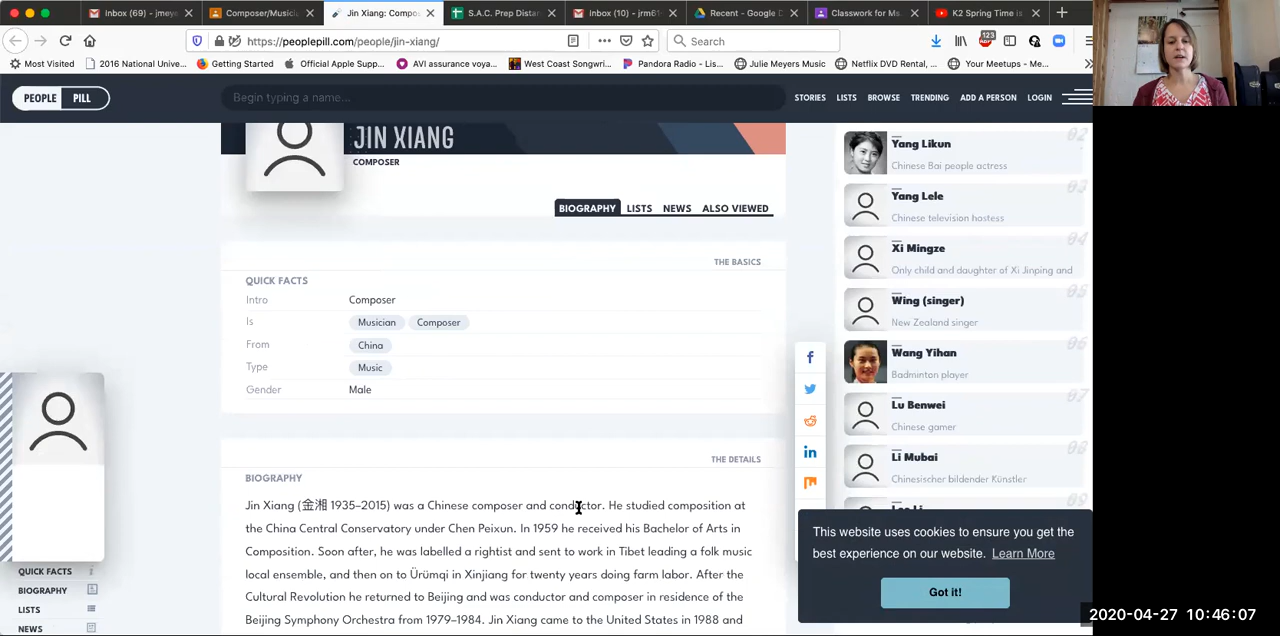 Inbox (69) - jmeye
Composer/Musici
Jin Xiang: Compo
S.A.C. Prep Distan
Inbox (10) - jrm61
Recent - Google D
Classwork for Ms
K2 Spring Time is
https://peoplepill.com/people/jin-xiang/
Search
123
Most Visited
2016 National Unive...
Getting Started
Official Apple Supp...
AVI assurance vervi...
West Coast Songwri...
Pandora Radio - Lis...
Julie Meyers Music
Netflix DVD Rental, ...
Your Meetups - Me...
PEOPLE PILL
Begin typing a name...
STORIES
LISTS
BROWSE
TRENDING
ADD A PERSON
LOGIN
JIN XIANG
COMPOSER
BIOGRAPHY
LISTS
NEWS
ALSO VIEWED
THE BASICS
QUICK FACTS
Intro Composer
Is Musician Composer
From China
Type Music
Gender Male
THE DETAILS
BIOGRAPHY
Jin Xiang (金湘 1935–2015) was a Chinese composer and conductor. He studied composition at
the China Central Conservatory under Chen Peixun. In 1959 he received his Bachelor of Arts in
Composition. Soon after, he was labelled a rightist and sent to work in Tibet leading a folk music
local ensemble, and then on to Ürümqi in Xinjiang for twenty years doing farm labor. After the
Cultural Revolution he returned to Beijing and was conductor and composer in residence of the
Beijing Symphony Orchestra from 1979–1984. Jin Xiang came to the United States in 1988 and
02
Yang Likun
Chinese Bai people actress
03
Yang Lele
Chinese television hostess
04
Xi Mingze
Only child and daughter of Xi Jinping and
05
Wing (singer)
New Zealand singer
06
Wang Yihan
Badminton player
07
Lu Benwei
Chinese gamer
08
Li Mubai
Chinesischer bildender Künstler
09
This website uses cookies to ensure you get the
best experience on our website. Learn More
Got it!
QUICK FACTS
BIOGRAPHY
LISTS
NEWS
2020-04-27 10:46:07